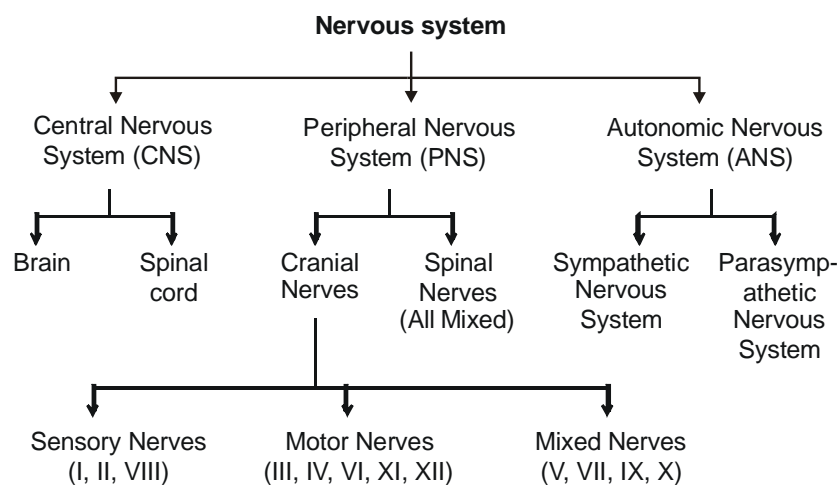 Nervous system
Central Nervous
System (CNS)
Peripheral Nervous
System (PNS)
Autonomic Nervous
System (ANS)
Brain
Spinal
cord
Cranial
Nerves
Spinal
Nerves
(All Mixed)
Sympathetic
Nervous
System
Parasymp-
athetic
Nervous
System
Sensory Nerves
(I, II, VIII)
Motor Nerves
(III, IV, VI, XI, XII)
Mixed Nerves
(V, VII, IX, X)